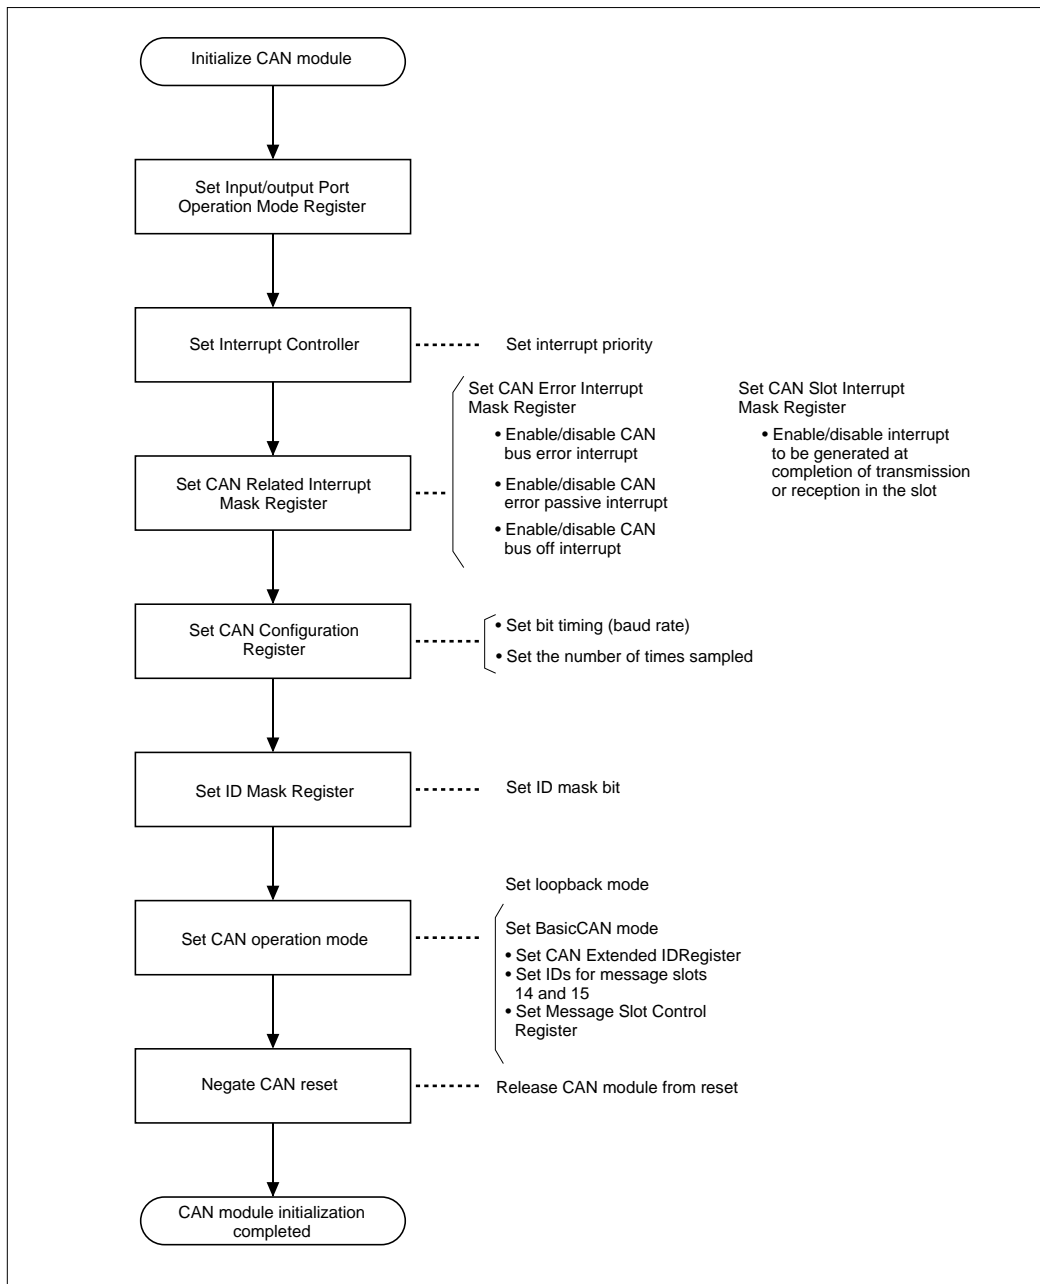 Initialize CAN module
Set Input/output Port
Operation Mode Register
Set Interrupt Controller
Set interrupt priority
Set CAN Related Interrupt
Mask Register
Set CAN Error Interrupt
Mask Register
• Enable/disable CAN
bus error interrupt
• Enable/disable CAN
error passive interrupt
• Enable/disable CAN
bus off interrupt
Set CAN Slot Interrupt
Mask Register
• Enable/disable interrupt
to be generated at
completion of transmission
or reception in the slot
Set CAN Configuration
Register
• Set bit timing (baud rate)
• Set the number of times sampled
Set ID Mask Register
Set ID mask bit
Set CAN operation mode
Set loopback mode
Set BasicCAN mode
• Set CAN Extended IDRegister
• Set IDs for message slots
14 and 15
• Set Message Slot Control
Register
Negate CAN reset
Release CAN module from reset
CAN module initialization
completed